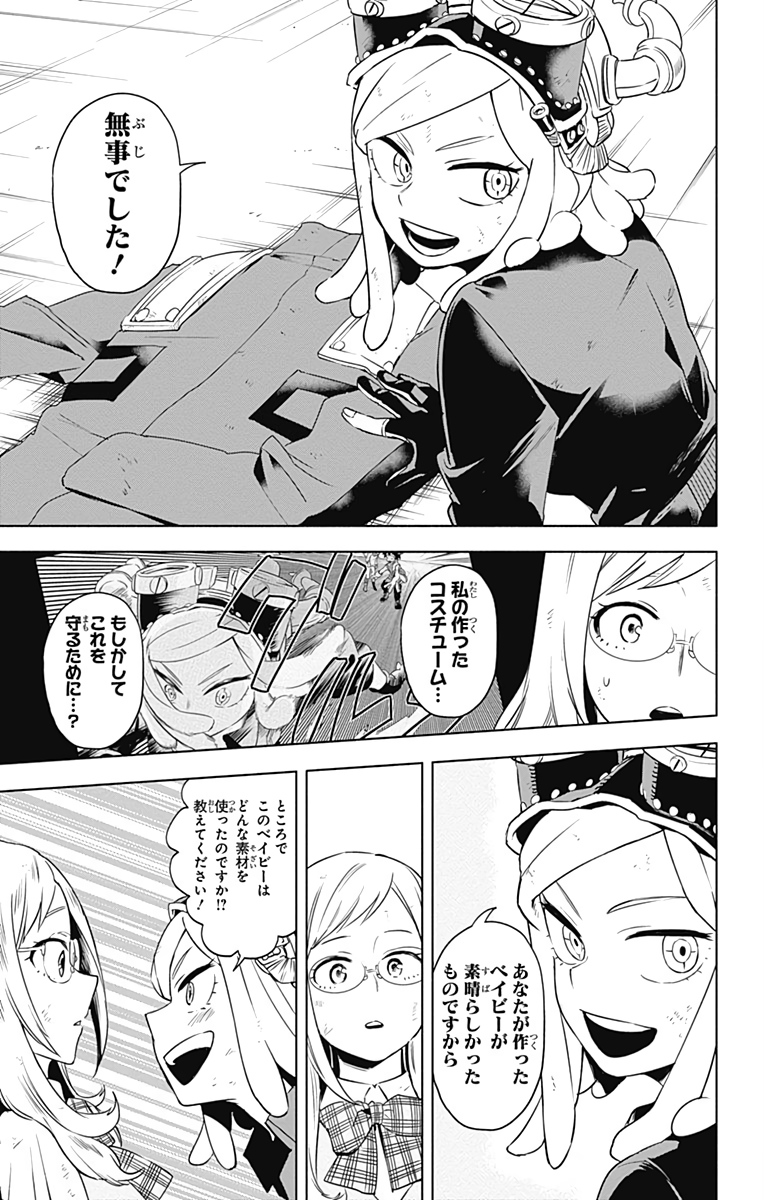 無事でした！
私の作った
コスチューム…
もしかして
これを
守るために…？
あなたが作った
ベイビーが
素晴らしかった
ものですから
ところで
このベイビーは
どんな素材を
使ったのですか!?
教えてください！